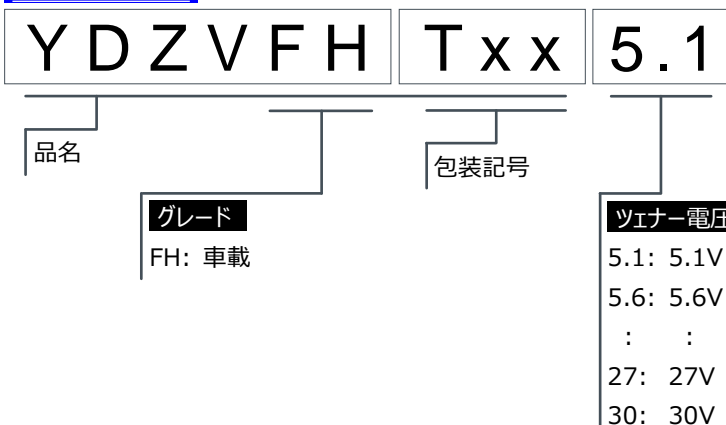 YDZVFH Txx 5.1
品名
包装記号
グレード
ツェナー電圧
FH: 車載
5.1: 5.1V
5.6: 5.6V
: :
27: 27V
30: 30V